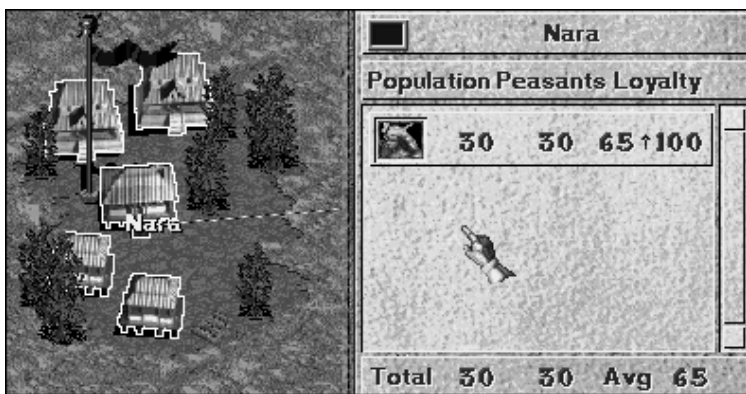 Nara
Nara
Population Peasants Loyalty
30 30 65↑100
Total 30 30 Avg 65